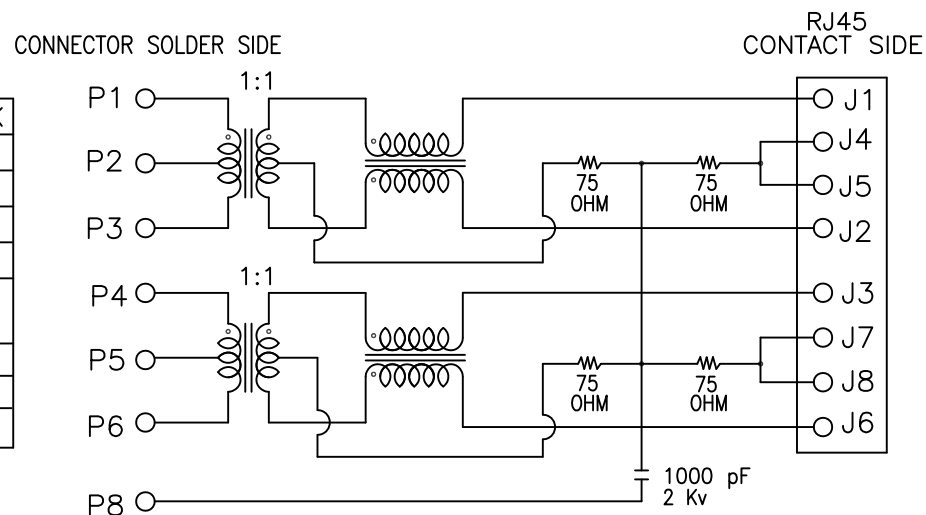 RJ45
CONNECTOR SOLDER SIDE
CONTACT SIDE
1:1
P1
J1
P2
J4
75
OHM
75
OHM
J5
P3
J2
1:1
P4
J3
P5
J7
75
OHM
75
OHM
J8
P6
J6
1000 pF
2 Kv
P8